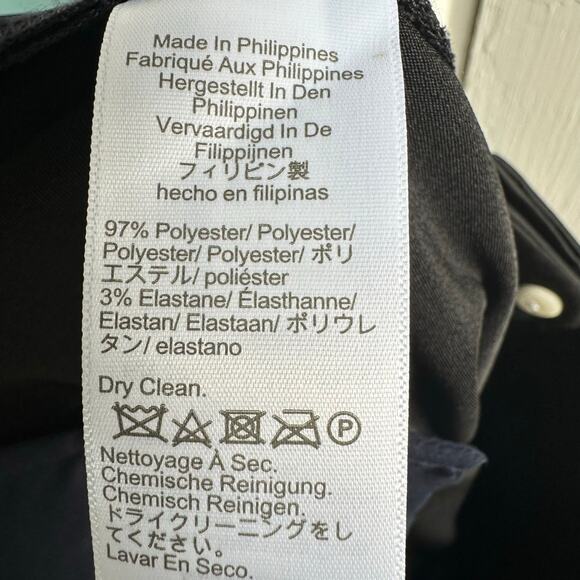 Made In Philippines
Fabriqué Aux Philippines
Hergestellt In Den
Philippinen
Vervaardigd In De
Filippijnen
フィリピン製
hecho en filipinas
97% Polyester/ Polyester/
Polyester/ Polyester/ ポリ
エステル/ poliéster
3% Elastane/ Élasthanne/
Elastan/ Elastaan/ ポリウレ
タン/ elastano
Dry Clean.
P
Nettoyage À Sec.
Chemische Reinigung.
Chemisch Reinigen.
ドライクリーニングをし
てください。
Lavar En Seco.